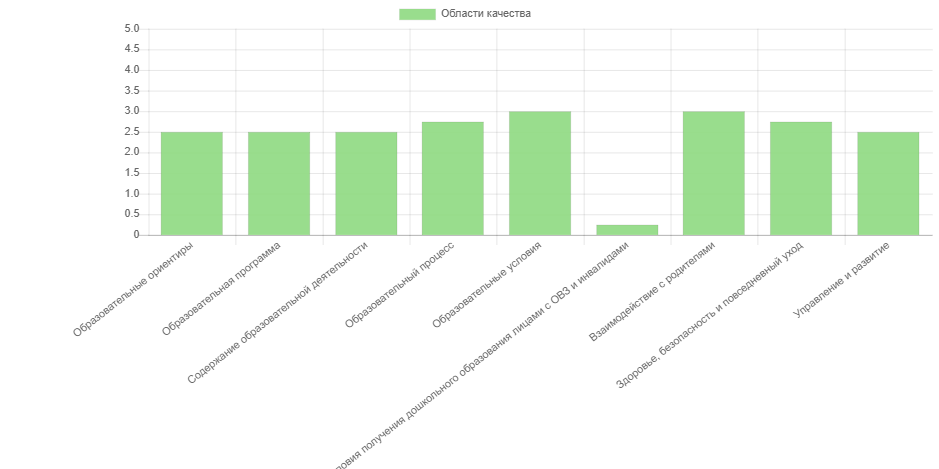 Области качества
5.0
4.5
4.0
3.5
3.0
2.5
2.0
1.5
1.0
0.5
0
Образовательные ориентиры
Образовательная программа
Содержание образовательной деятельности
Образовательный процесс
Образовательные условия
получения дошкольного образования лицами с ОВЗ и инвалидами
Взаимодействие с родителями
Здоровье, безопасность и повседневный уход
Управление и развитие